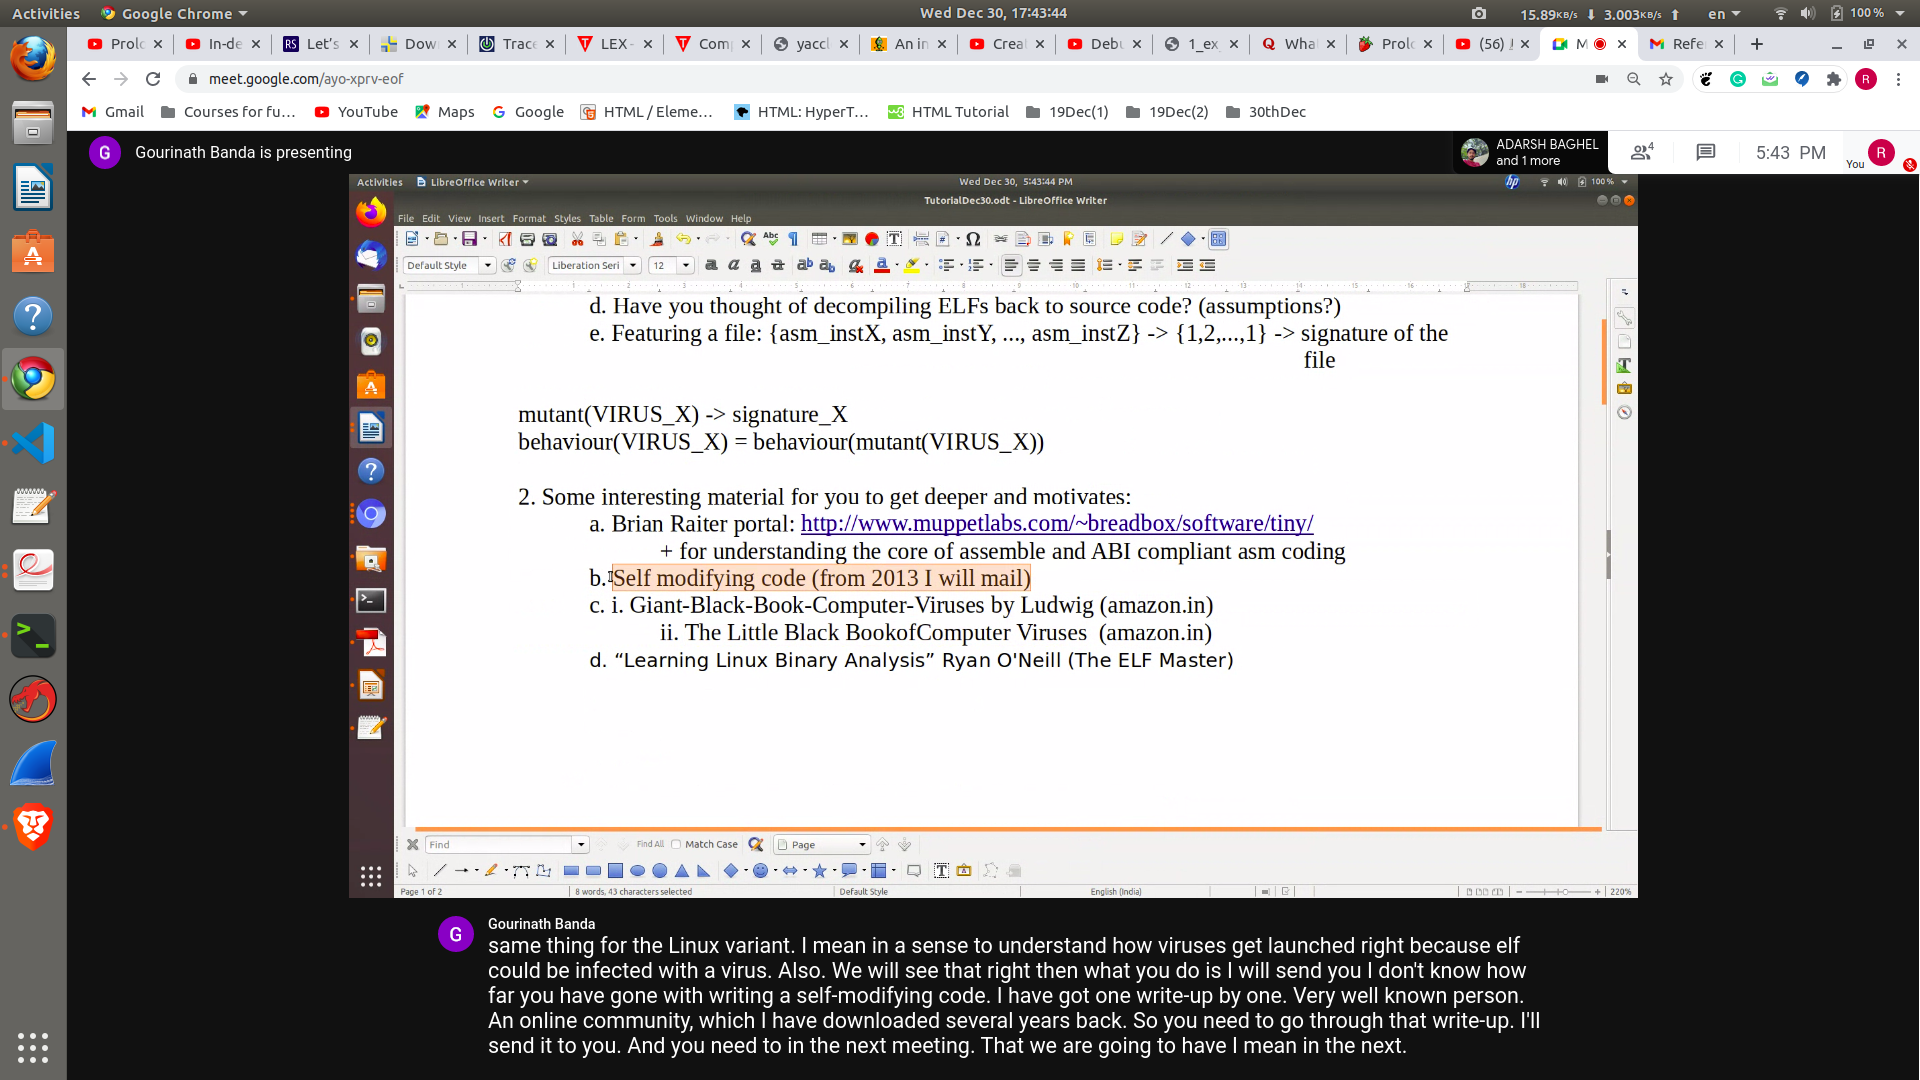 Activities Google Chrome Wed Dec 30, 17:43:44 15.89KB/s 3.003KB/s en 100 %
Prolo In-de Let's Dow Trace LEX - Com yaccl An in Crea Debu 1_ex Wha Prolo (56) M Refe
meet.google.com/ayo-xprv-eof R
Gmail Courses for fu... YouTube Maps Google HTML / Eleme... HTML: HyperT... HTML Tutorial 19Dec(1) 19Dec(2) 30thDec
G Gourinath Banda is presenting ADARSH BAGHEL and 1 more 4 5:43 PM You R
Activities LibreOffice Writer Wed Dec 30, 5:43:44 PM hp 100 %
TutorialDec30.odt - LibreOffice Writer
File Edit View Insert Format Styles Table Form Tools Window Help
Default Style Liberation Seri 12
d. Have you thought of decompiling ELFs back to source code? (assumptions?)
e. Featuring a file: {asm_instX, asm_instY, ..., asm_instZ} -> {1,2,...,1} -> signature of the
file
mutant(VIRUS_X) -> signature_X
behaviour(VIRUS_X) = behaviour(mutant(VIRUS_X))
2. Some interesting material for you to get deeper and motivates:
a. Brian Raiter portal: http://www.muppetlabs.com/~breadbox/software/tiny/
+ for understanding the core of assemble and ABI compliant asm coding
b. Self modifying code (from 2013 I will mail)
c. i. Giant-Black-Book-Computer-Viruses by Ludwig (amazon.in)
ii. The Little Black BookofComputer Viruses (amazon.in)
d. “Learning Linux Binary Analysis” Ryan O'Neill (The ELF Master)
Find Find All Match Case Page
Page 1 of 2 8 words, 43 characters selected Default Style English (India) 220%
G Gourinath Banda
same thing for the Linux variant. I mean in a sense to understand how viruses get launched right because elf
could be infected with a virus. Also. We will see that right then what you do is I will send you I don't know how
far you have gone with writing a self-modifying code. I have got one write-up by one. Very well known person.
An online community, which I have downloaded several years back. So you need to go through that write-up. I'll
send it to you. And you need to in the next meeting. That we are going to have I mean in the next.